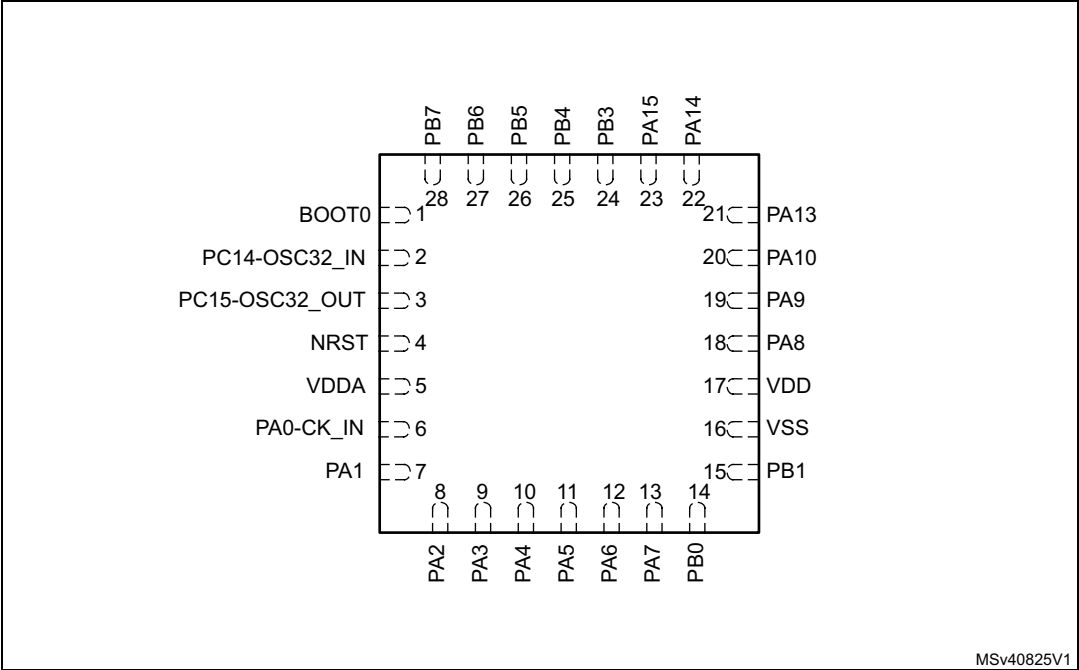 PB7 PB6 PB5 PB4 PB3 PA15 PA14
28 27 26 25 24 23 22
BOOT0 1 21 PA13
PC14-OSC32_IN 2 20 PA10
PC15-OSC32_OUT 3 19 PA9
NRST 4 18 PA8
VDDA 5 17 VDD
PA0-CK_IN 6 16 VSS
PA1 7 15 PB1
8 9 10 11 12 13 14
PA2 PA3 PA4 PA5 PA6 PA7 PB0
MSv40825V1